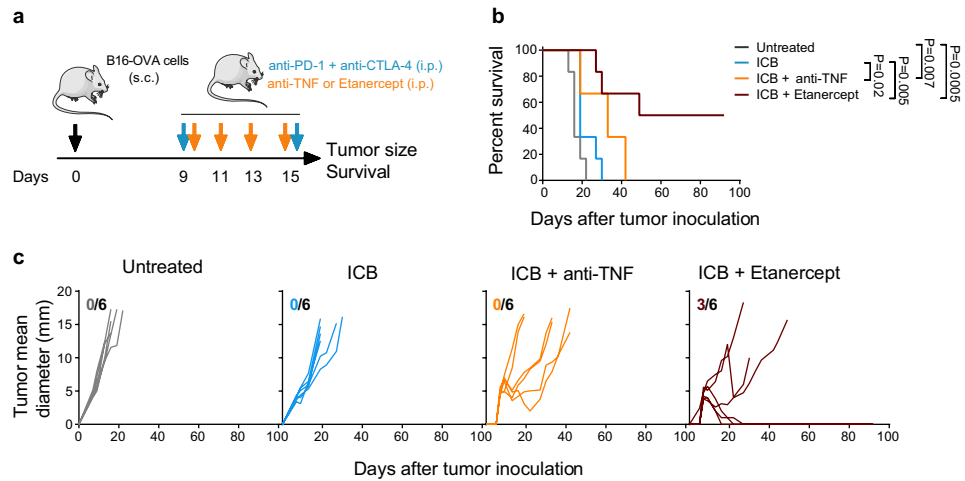 a
B16-OVA cells
(s.c.)
anti-PD-1 + anti-CTLA-4 (i.p.)
anti-TNF or Etanercept (i.p.)
Tumor size
Survival
Days 0 9 11 13 15
b
Percent survival
100
80
60
40
20
0
0 20 40 60 80 100
Days after tumor inoculation
Untreated
ICB
ICB + anti-TNF
ICB + Etanercept
P=0.02
P=0.005
P=0.007
P=0.0005
c
Untreated
ICB
ICB + anti-TNF
ICB + Etanercept
Tumor mean
diameter (mm)
20
15
10
5
0
0/6
0/6
0/6
3/6
0 20 40 60 80 100
0 20 40 60 80 100
0 20 40 60 80 100
0 20 40 60 80 100
Days after tumor inoculation